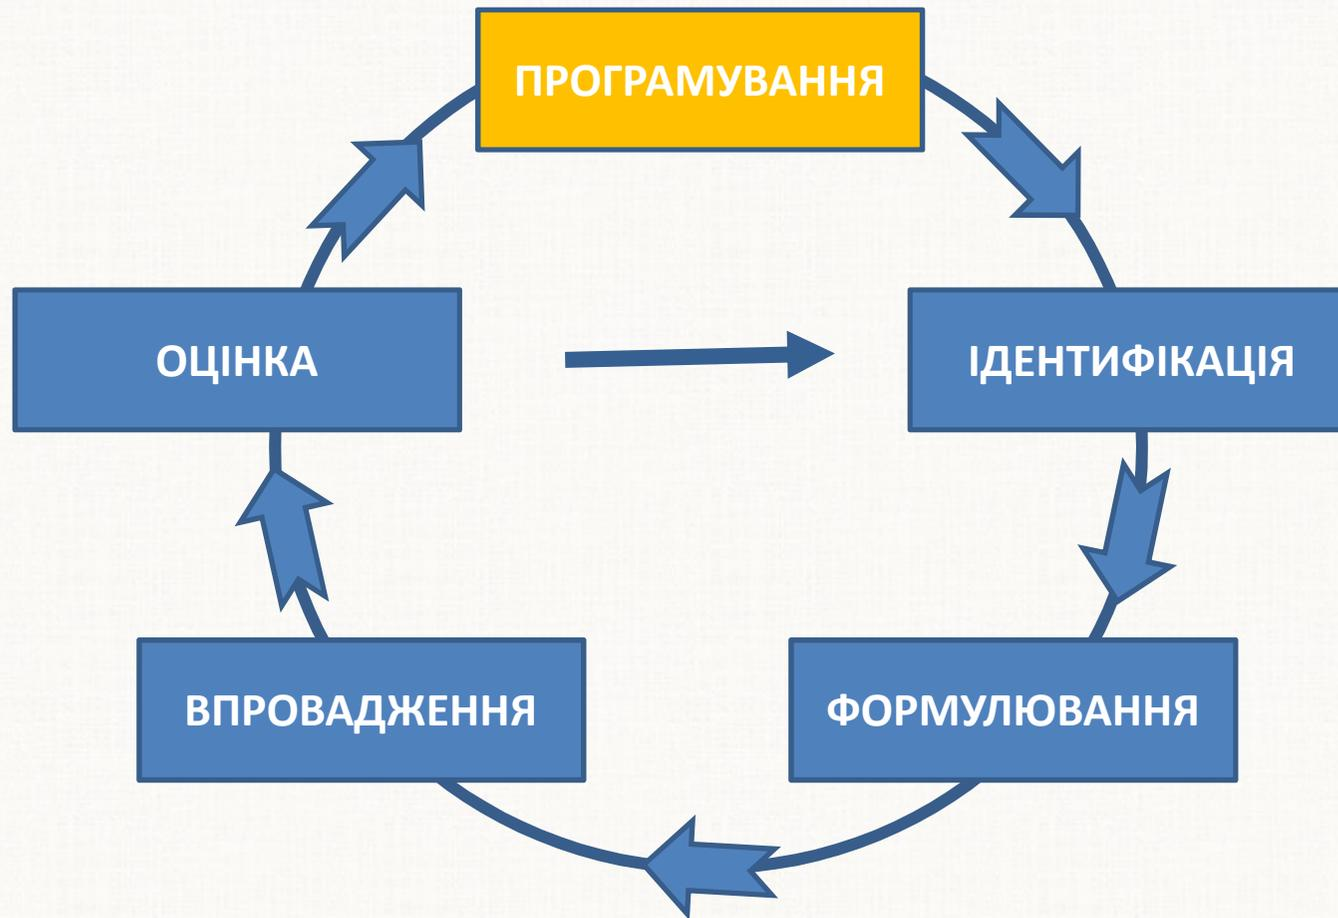 ПРОГРАМУВАННЯ
ОЦІНКА
ІДЕНТИФІКАЦІЯ
ВПРОВАДЖЕННЯ
ФОРМУЛЮВАННЯ